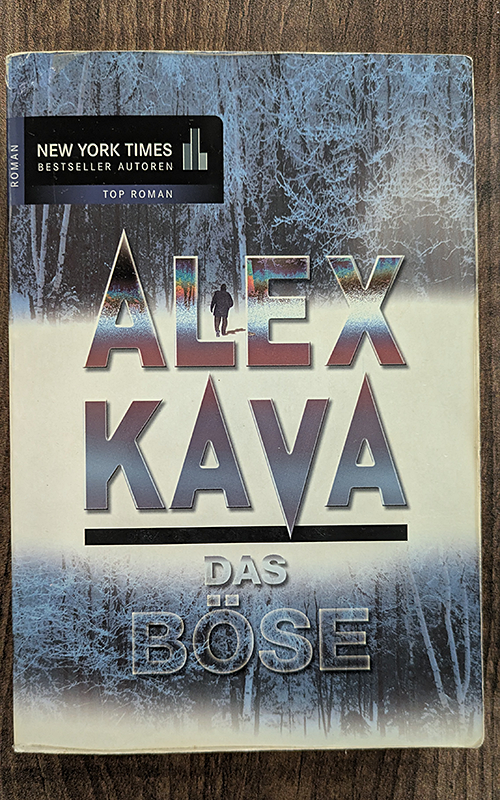 ROMAN
NEW YORK TIMES
BESTSELLER AUTOREN
TOP ROMAN
ALEX
KAVA
DAS
BÖSE